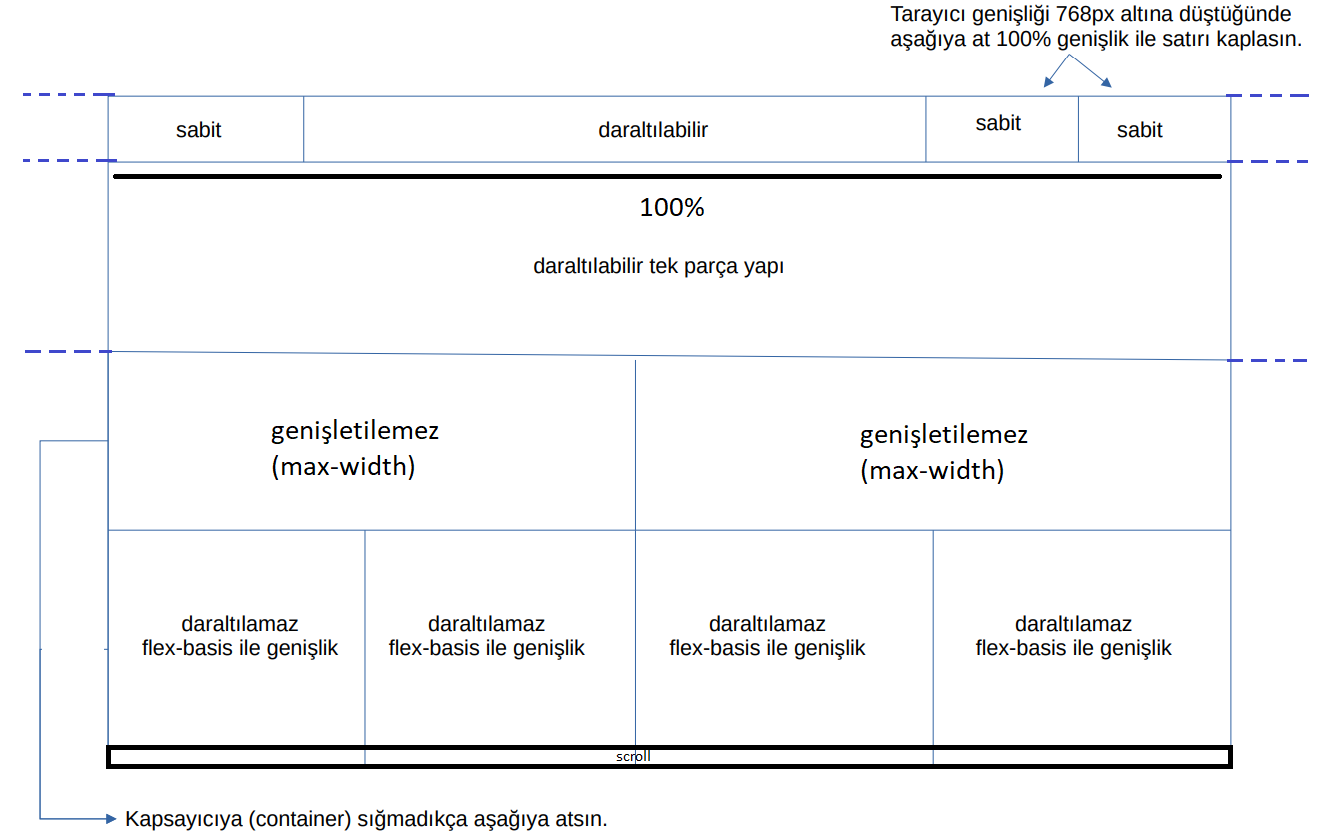 Tarayıcı genişliği 768px altına düştüğünde
aşağıya at 100% genişlik ile satırı kaplasın.
sabit
daraltılabilir
sabit
sabit
100%
daraltılabilir tek parça yapı
genişletilemez
(max-width)
genişletilemez
(max-width)
daraltılamaz
flex-basis ile genişlik
daraltılamaz
flex-basis ile genişlik
daraltılamaz
flex-basis ile genişlik
daraltılamaz
flex-basis ile genişlik
scroll
Kapsayıcıya (container) sığmadıkça aşağıya atsın.